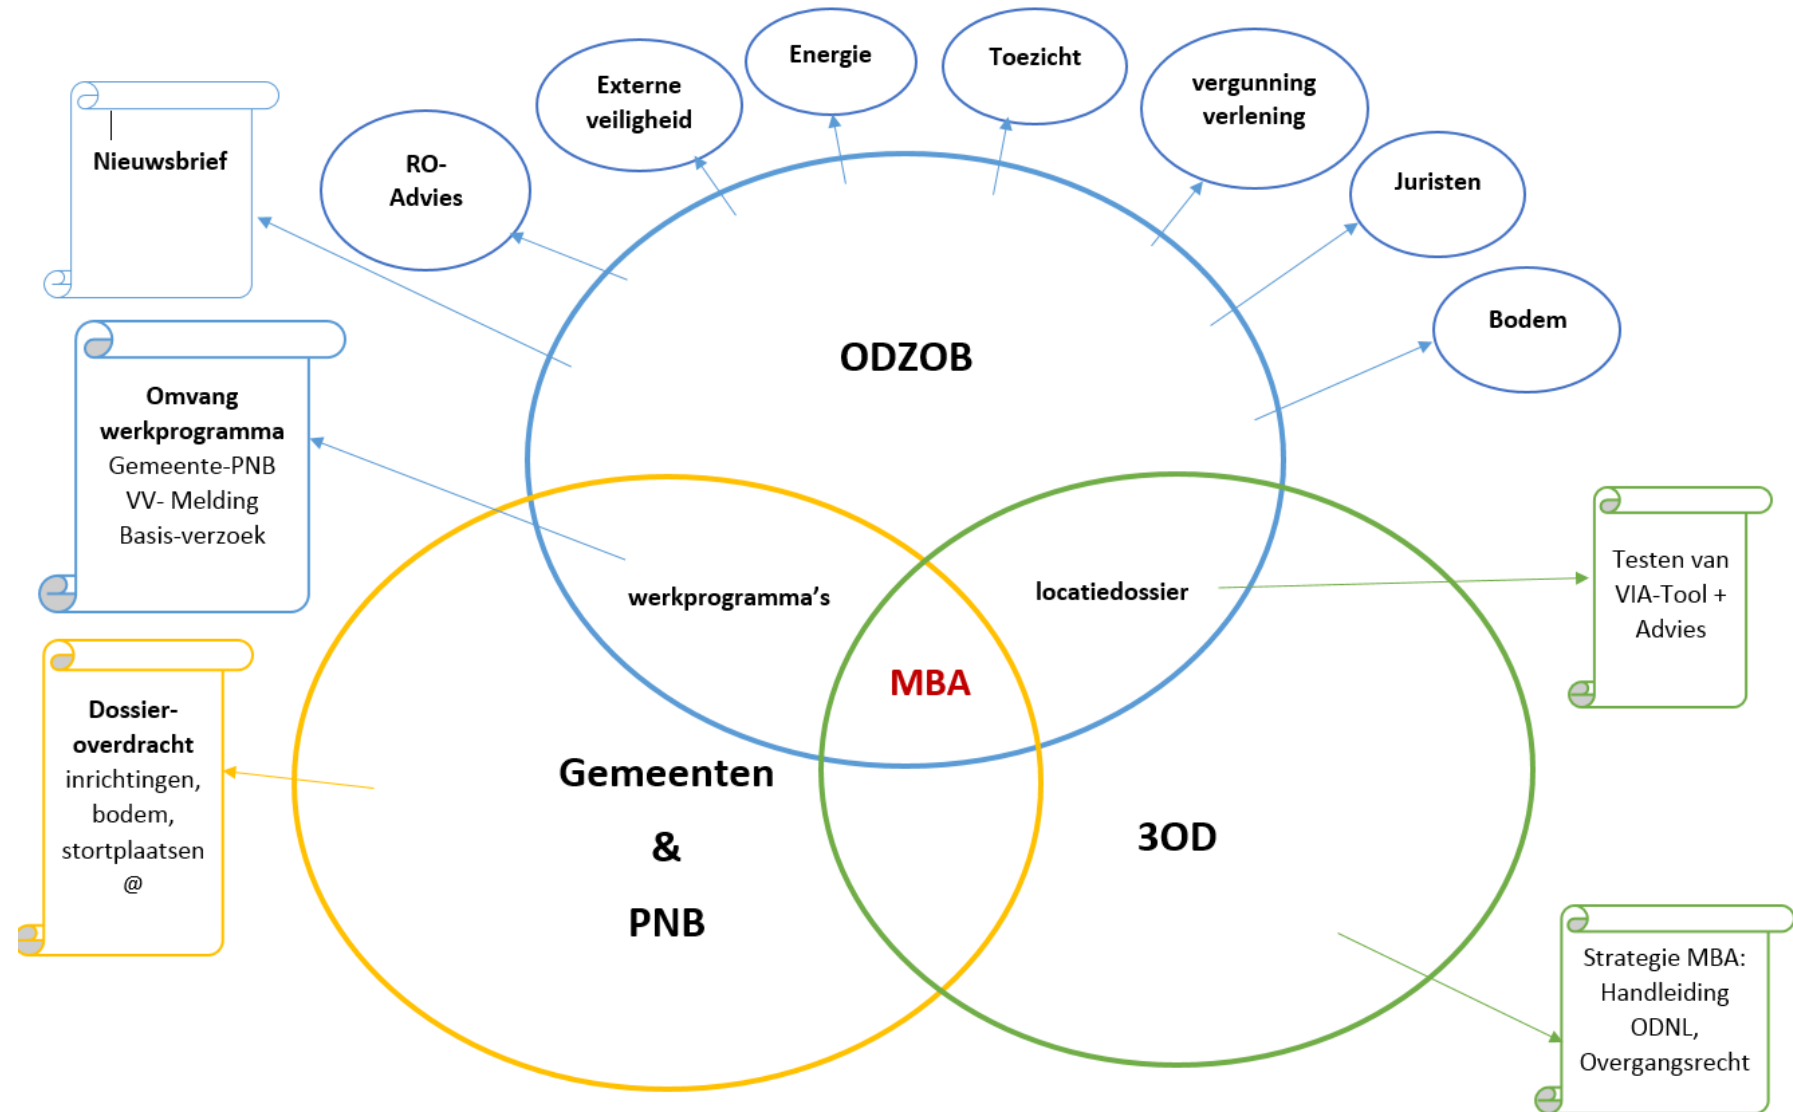 Energie
Toezicht
Externe
veiligheid
vergunning
verlening
Nieuwsbrief
RO-
Advies
Juristen
Bodem
ODZOB
Omvang
werkprogramma
Gemeente-PNB
VV- Melding
Basis-verzoek
werkprogramma’s
locatiedossier
Testen van
VIA-Tool +
Advies
MBA
Dossier-
overdracht
inrichtingen,
bodem,
stortplaatsen
@
Gemeenten
&
PNB
3OD
Strategie MBA:
Handleiding
ODNL,
Overgangsrecht